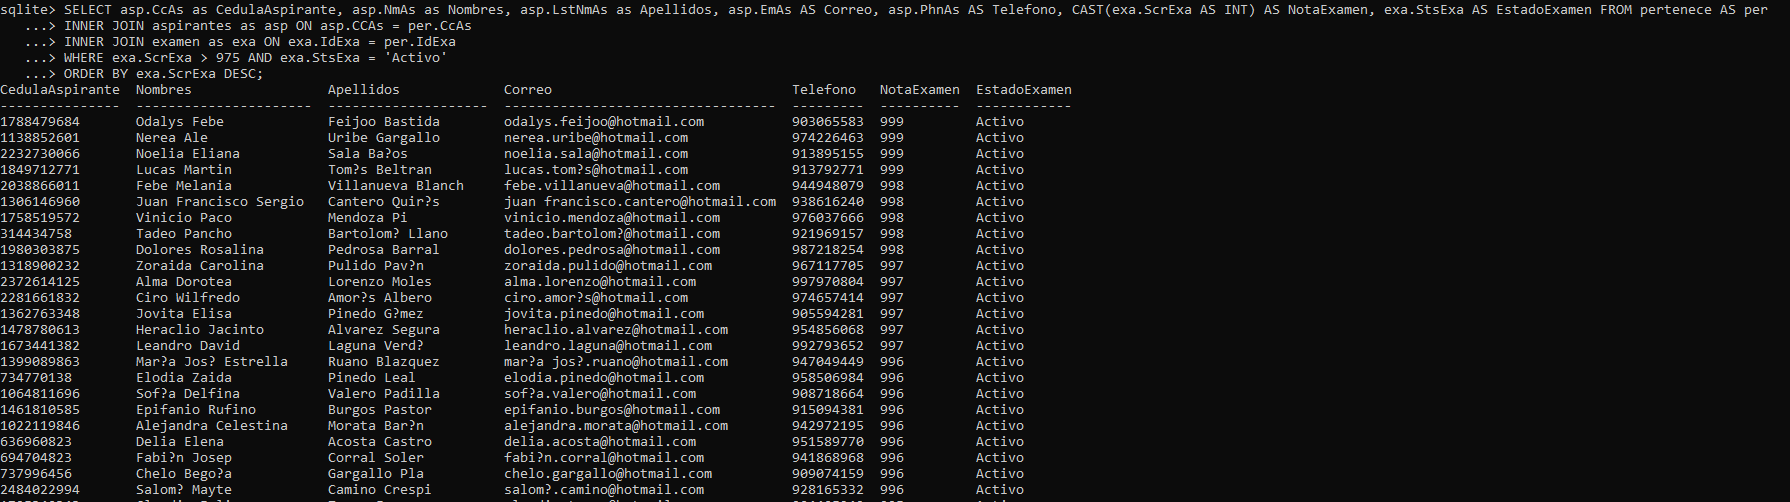 sqlite> SELECT asp.CcAs as CedulaAspirante, asp.NmAs as Nombres, asp.LstNmAs as Apellidos, asp.EmAs AS Correo, asp.PhnAs AS Telefono, CAST(exa.ScrExa AS INT) AS NotaExamen, exa.StsExa AS EstadoExamen FROM pertenece AS per
...> INNER JOIN aspirantes as asp ON asp.CCAs = per.CcAs
...> INNER JOIN examen as exa ON exa.IdExa = per.IdExa
...> WHERE exa.ScrExa > 975 AND exa.StsExa = 'Activo'
...> ORDER BY exa.ScrExa DESC;
CedulaAspirante  Nombres                 Apellidos             Correo                              Telefono   NotaExamen  EstadoExamen
---------------  ----------------------  --------------------  ----------------------------------  ---------  ----------  ------------
1788479684       Odalys Febe             Feijoo Bastida        odalys.feijoo@hotmail.com           903065583  999         Activo
1138852601       Nerea Ale               Uribe Gargallo        nerea.uribe@hotmail.com             974226463  999         Activo
2232730066       Noelia Eliana           Sala Ba?os            noelia.sala@hotmail.com             913895155  999         Activo
1849712771       Lucas Martin            Tom?s Beltran         lucas.tom?s@hotmail.com             913792771  999         Activo
2038866011       Febe Melania            Villanueva Blanch     febe.villanueva@hotmail.com         944948079  998         Activo
1306146960       Juan Francisco Sergio   Cantero Quir?s        juan francisco.cantero@hotmail.com  938616240  998         Activo
1758519572       Vinicio Paco            Mendoza Pi            vinicio.mendoza@hotmail.com         976037666  998         Activo
314434758        Tadeo Pancho            Bartolom? Llano       tadeo.bartolom?@hotmail.com         921969157  998         Activo
1980303875       Dolores Rosalina        Pedrosa Barral        dolores.pedrosa@hotmail.com         987218254  998         Activo
1318900232       Zoraida Carolina        Pulido Pav?n          zoraida.pulido@hotmail.com          967117705  997         Activo
2372614125       Alma Dorotea            Lorenzo Moles         alma.lorenzo@hotmail.com            997970804  997         Activo
2281661832       Ciro Wilfredo           Amor?s Albero         ciro.amor?s@hotmail.com             974657414  997         Activo
1362763348       Jovita Elisa            Pinedo G?mez          jovita.pinedo@hotmail.com           905594281  997         Activo
1478780613       Heraclio Jacinto        Alvarez Segura        heraclio.alvarez@hotmail.com        954856068  997         Activo
1673441382       Leandro David           Laguna Verd?          leandro.laguna@hotmail.com          992793652  997         Activo
1399089863       Mar?a Jos? Estrella     Ruano Blazquez        mar?a jos?.ruano@hotmail.com        947049449  996         Activo
734770138        Elodia Zaida            Pinedo Leal           elodia.pinedo@hotmail.com           958506984  996         Activo
1064811696       Sof?a Delfina           Valero Padilla        sof?a.valero@hotmail.com            908718664  996         Activo
1461810585       Epifanio Rufino         Burgos Pastor         epifanio.burgos@hotmail.com         915094381  996         Activo
1022119846       Alejandra Celestina     Morata Bar?n          alejandra.morata@hotmail.com        942972195  996         Activo
636960823        Delia Elena             Acosta Castro         delia.acosta@hotmail.com            951589770  996         Activo
694704823        Fabi?n Josep            Corral Soler          fabi?n.corral@hotmail.com           941868968  996         Activo
737996456        Chelo Bego?a            Gargallo Pla          chelo.gargallo@hotmail.com          909074159  996         Activo
2484022994       Salom? Mayte            Camino Crespi         salom?.camino@hotmail.com           928165332  996         Activo